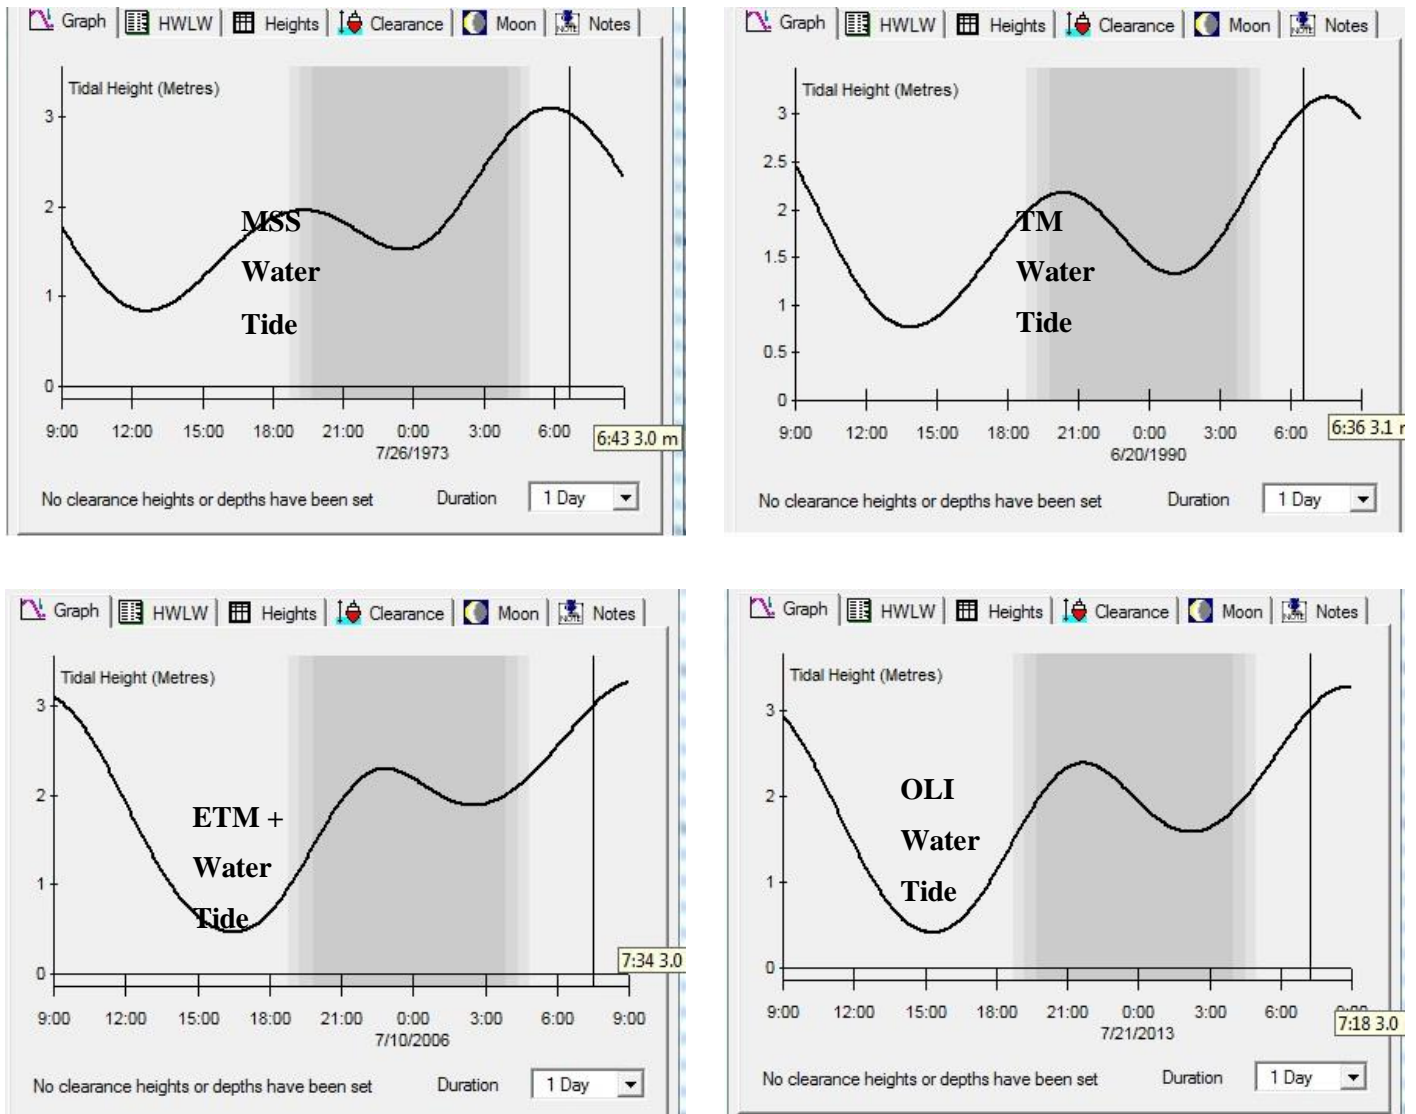 Graph HWLW Heights Clearance Moon Notes
Tidal Height (Metres)
3
2
1
0
MSS
Water
Tide
9:00 12:00 15:00 18:00 21:00 0:00 3:00 6:00
6:43 3.0 m
7/26/1973
No clearance heights or depths have been set Duration 1 Day
Graph HWLW Heights Clearance Moon Notes
Tidal Height (Metres)
3
2.5
2
1.5
1
0.5
0
TM
Water
Tide
9:00 12:00 15:00 18:00 21:00 0:00 3:00 6:00
6:36 3.1
6/20/1990
No clearance heights or depths have been set Duration 1 Day
Graph HWLW Heights Clearance Moon Notes
Tidal Height (Metres)
3
2
1
0
ETM +
Water
Tide
7:34 3.0
9:00 12:00 15:00 18:00 21:00 0:00 3:00 6:00 9:00
7/10/2006
No clearance heights or depths have been set Duration 1 Day
Graph HWLW Heights Clearance Moon Notes
Tidal Height (Metres)
3
2
1
0
OLI
Water
Tide
9:00 12:00 15:00 18:00 21:00 0:00 3:00 6:00
7:18 3.0
7/21/2013
No clearance heights or depths have been set Duration 1 Day